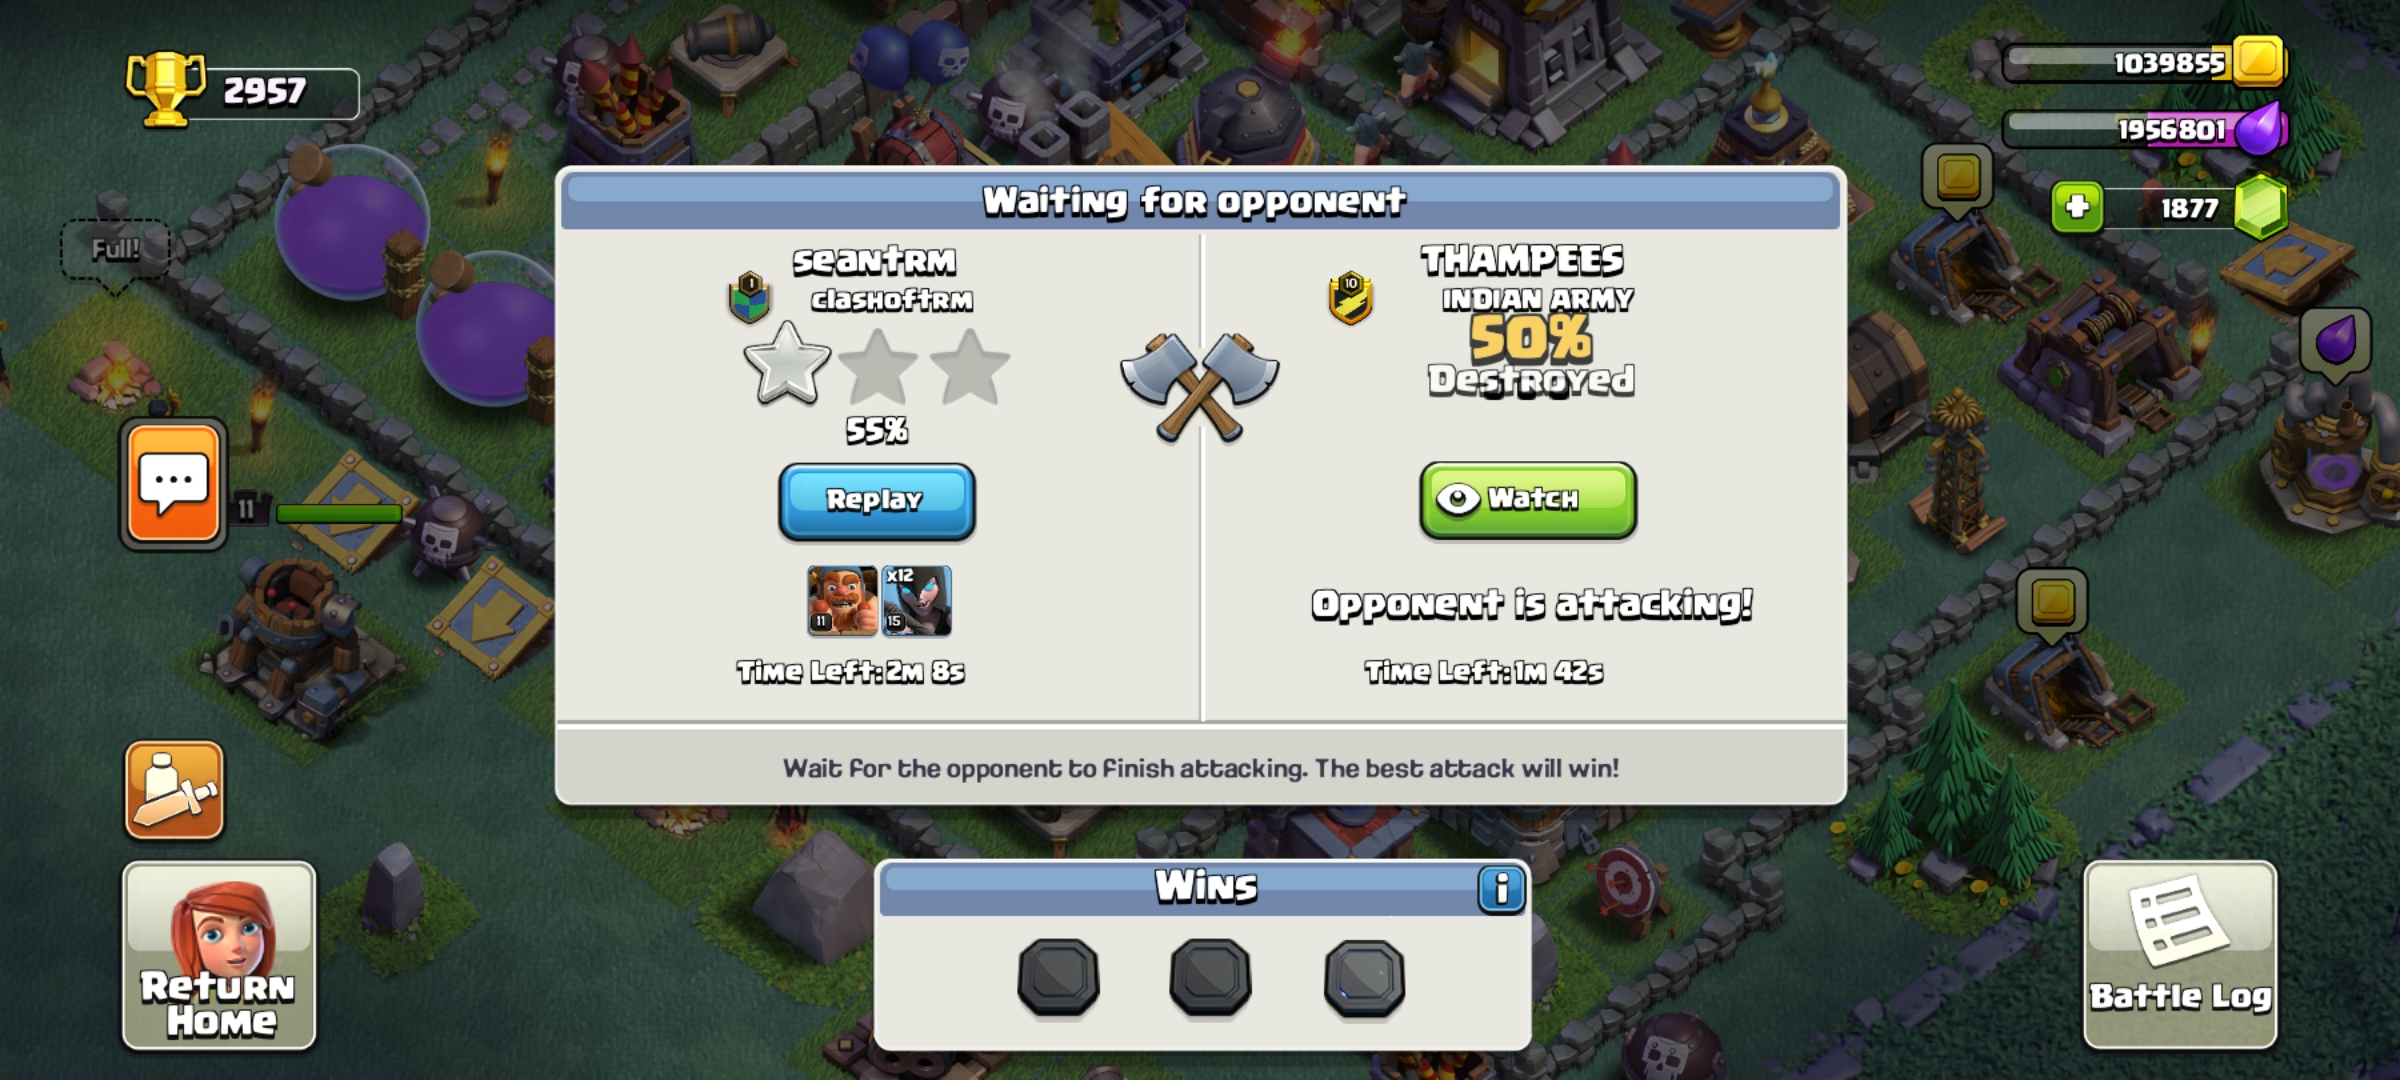 2957
1039855
1956801
1877
Full!
11
Waiting for opponent
seantrm
1
clashoftrm
55%
Replay
x12
11
15
Time Left:2m 8s
THAMPEES
10
INDIAN ARMY
50%
Destroyed
Watch
Opponent is attacking!
Time Left:1m 42s
Wait for the opponent to finish attacking. The best attack will win!
Wins
i
Return
Home
Battle Log